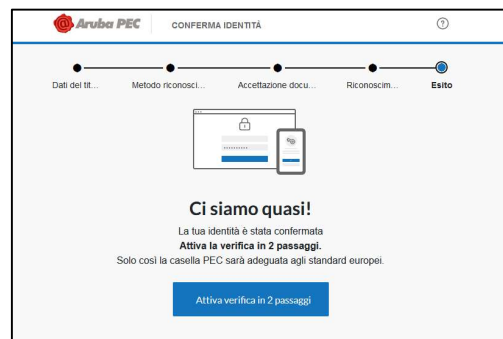 Aruba PEC
CONFERMA IDENTITÁ
?
Dati del tit... Metodo riconosci... Accettazione docu... Riconoscim... Esito
Ci siamo quasi!
La tua identità è stata confermata
Attiva la verifica in 2 passaggi.
Solo così la casella PEC sarà adeguata agli standard europei.
Attiva verifica in 2 passaggi